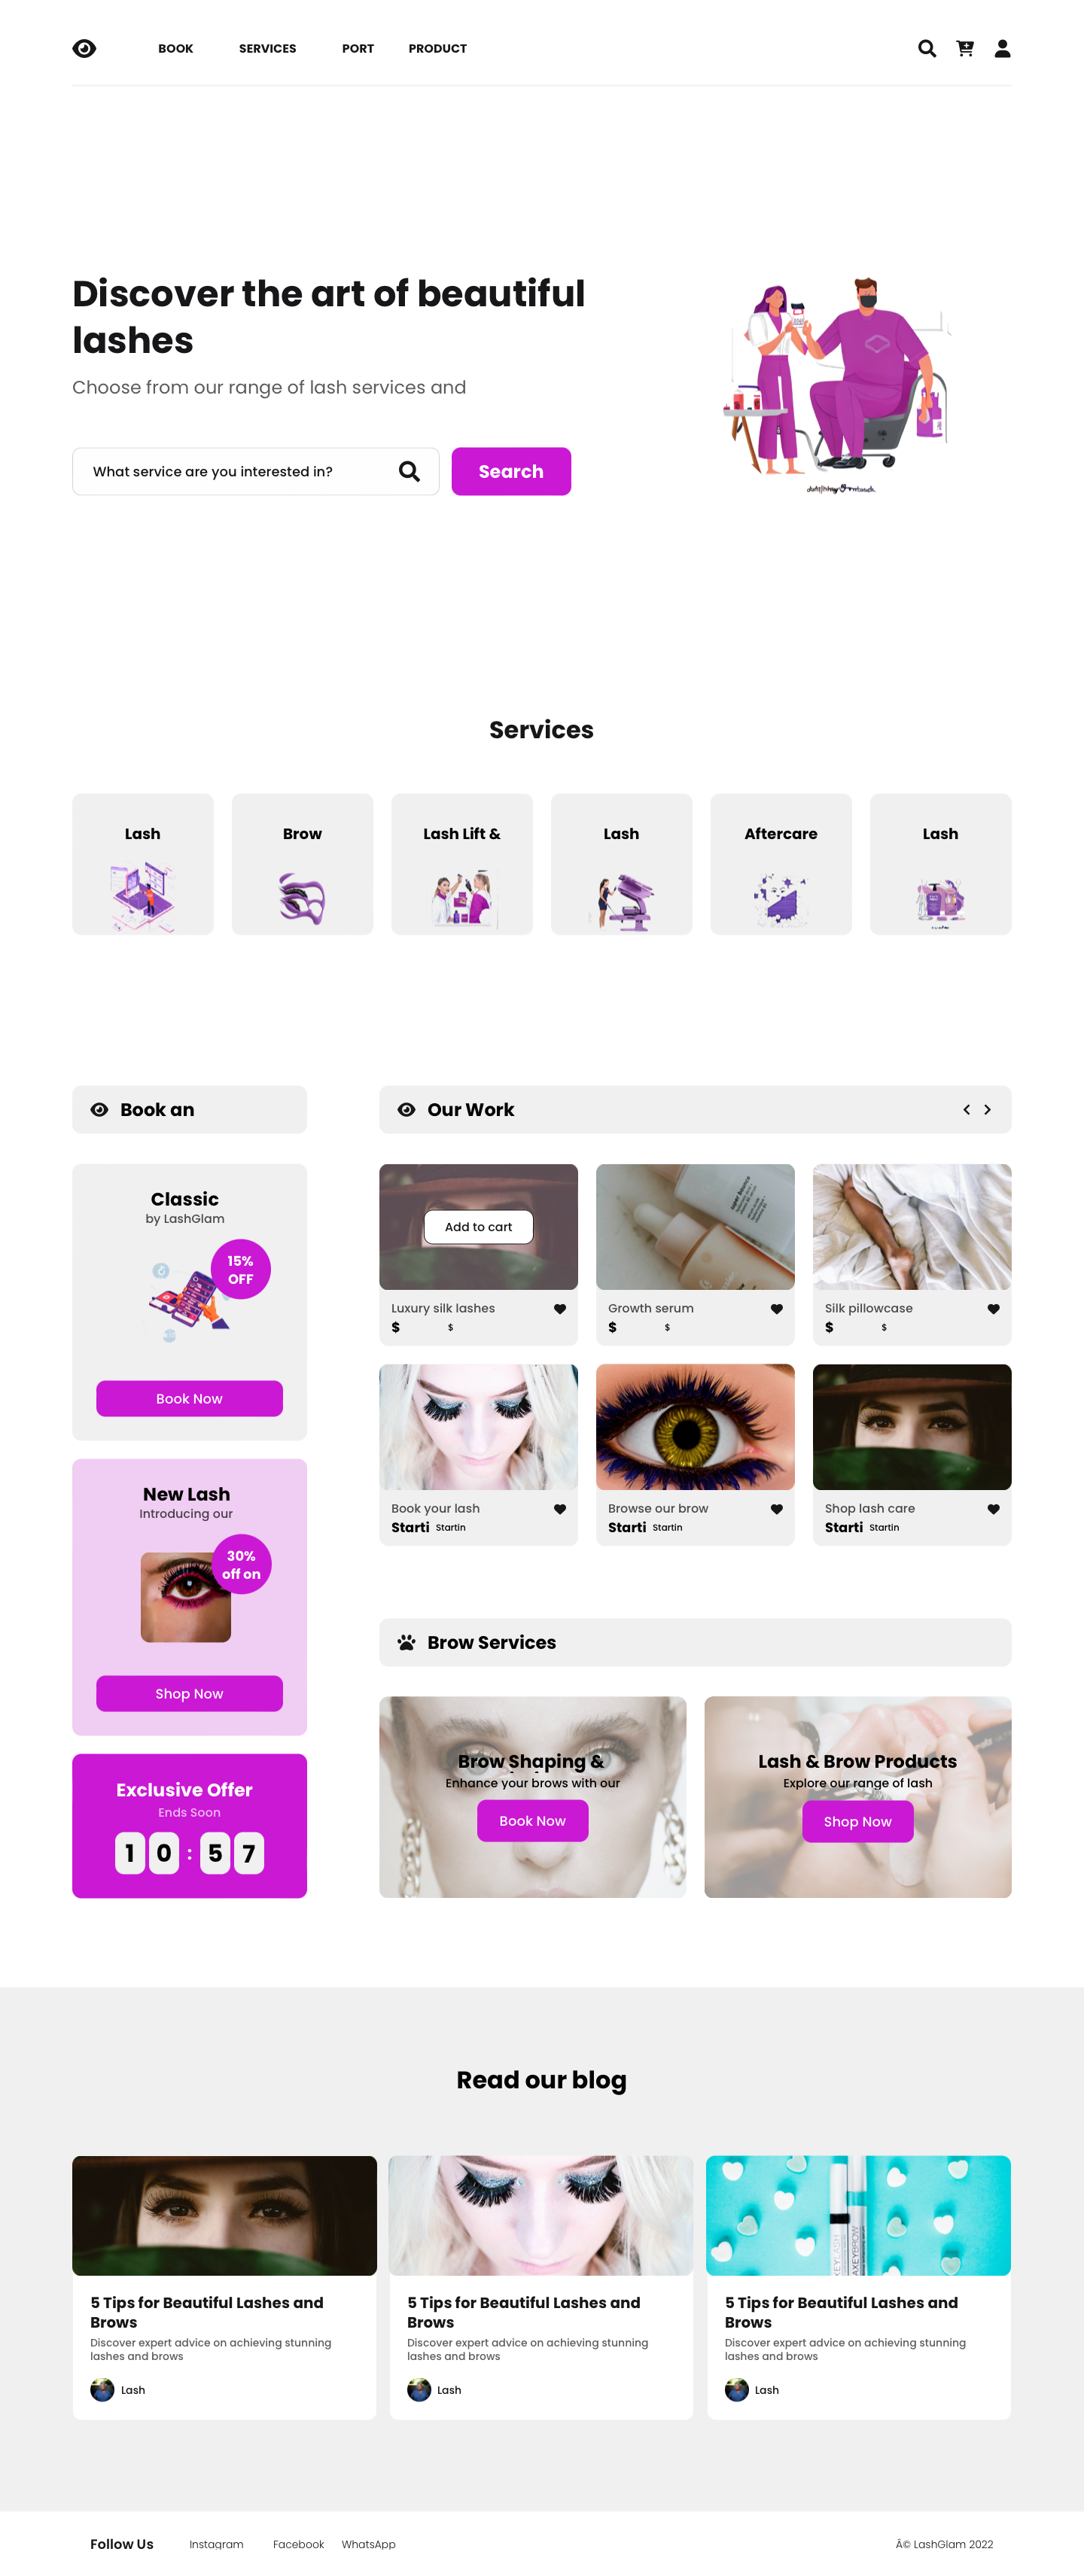 BOOK SERVICES PORT PRODUCT
Discover the art of beautiful
lashes
Choose from our range of lash services and
What service are you interested in? Search
Services
Lash Brow Lash Lift & Lash Aftercare Lash
Book an
Our Work
Classic
by LashGlam
15%
OFF
Book Now
Add to cart
Luxury silk lashes
$ $
Growth serum
$ $
Silk pillowcase
$ $
New Lash
Introducing our
30%
off on
Shop Now
Book your lash
Starti Startin
Browse our brow
Starti Startin
Shop lash care
Starti Startin
Brow Services
Exclusive Offer
Ends Soon
10:57
Brow Shaping &
Enhance your brows with our
Book Now
Lash & Brow Products
Explore our range of lash
Shop Now
Read our blog
5 Tips for Beautiful Lashes and
Brows
Discover expert advice on achieving stunning
lashes and brows
Lash
5 Tips for Beautiful Lashes and
Brows
Discover expert advice on achieving stunning
lashes and brows
Lash
5 Tips for Beautiful Lashes and
Brows
Discover expert advice on achieving stunning
lashes and brows
Lash
Follow Us Instagram Facebook WhatsApp Â© LashGlam 2022